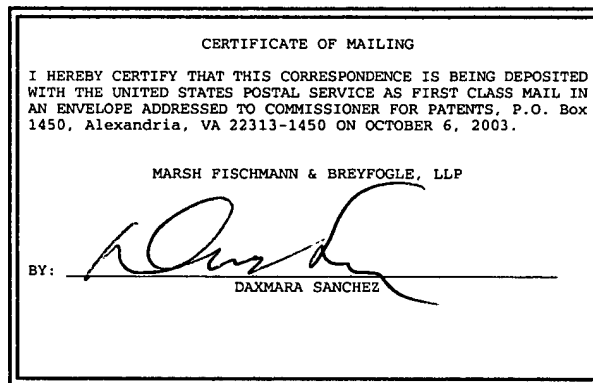 CERTIFICATE OF MAILING
I HEREBY CERTIFY THAT THIS CORRESPONDENCE IS BEING DEPOSITED
WITH THE UNITED STATES POSTAL SERVICE AS FIRST CLASS MAIL IN
AN ENVELOPE ADDRESSED TO COMMISSIONER FOR PATENTS, P.O. Box
1450, Alexandria, VA 22313-1450 ON OCTOBER 6, 2003.
MARSH FISCHMANN & BREYFOGLE, LLP
BY:
DAXMARA SANCHEZ